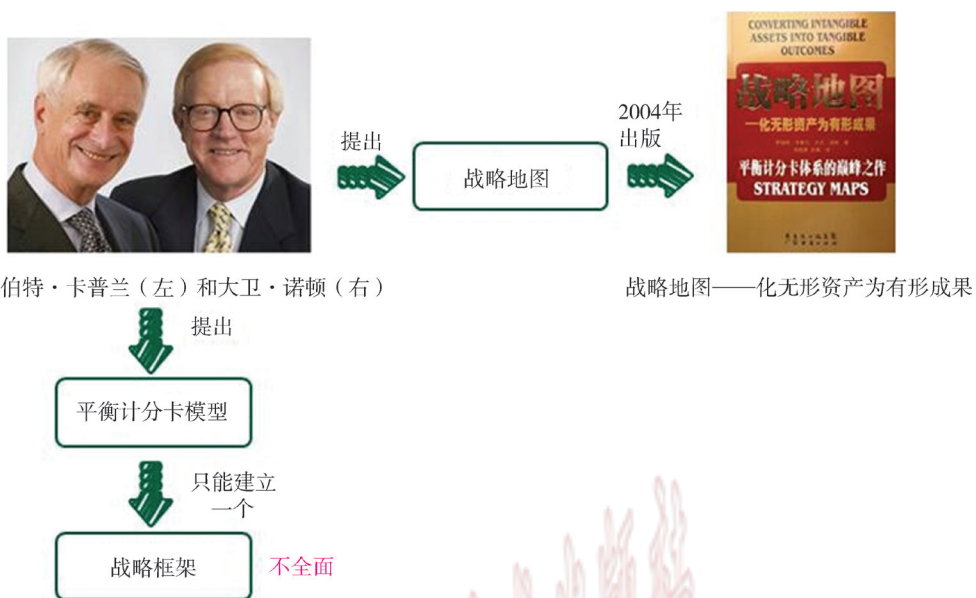 CONVERTING INTANGIBLE
ASSETS INTO TANGIBLE
OUTCOMES
战略地图
—化无形资产为有形成果
平衡计分卡体系的巅峰之作
STRATEGY MAPS
提出
战略地图
2004年
出版
伯特·卡普兰（左）和大卫·诺顿（右）
战略地图——化无形资产为有形成果
提出
平衡计分卡模型
只能建立
一个
战略框架
不全面